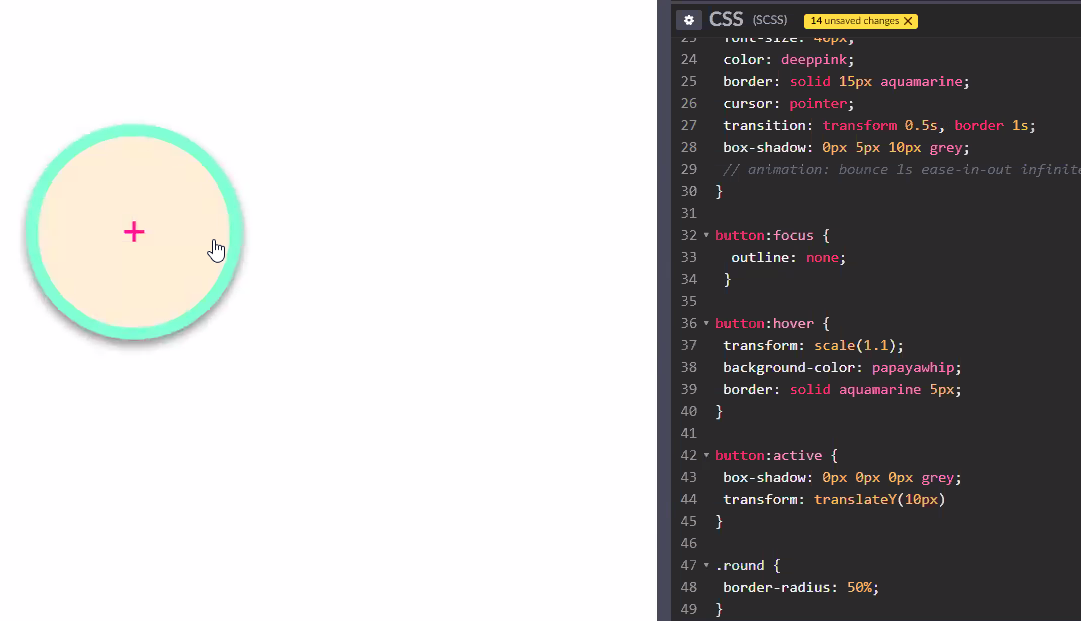 +
CSS (SCSS) 14 unsaved changes ×
23 font-size: 40px;
24 color: deeppink;
25 border: solid 15px aquamarine;
26 cursor: pointer;
27 transition: transform 0.5s, border 1s;
28 box-shadow: 0px 5px 10px grey;
29 // animation: bounce 1s ease-in-out infinite
30 }
31
32 button:focus {
33 outline: none;
34 }
35
36 button:hover {
37 transform: scale(1.1);
38 background-color: papayawhip;
39 border: solid aquamarine 5px;
40 }
41
42 button:active {
43 box-shadow: 0px 0px 0px grey;
44 transform: translateY(10px)
45 }
46
47 .round {
48 border-radius: 50%;
49 }